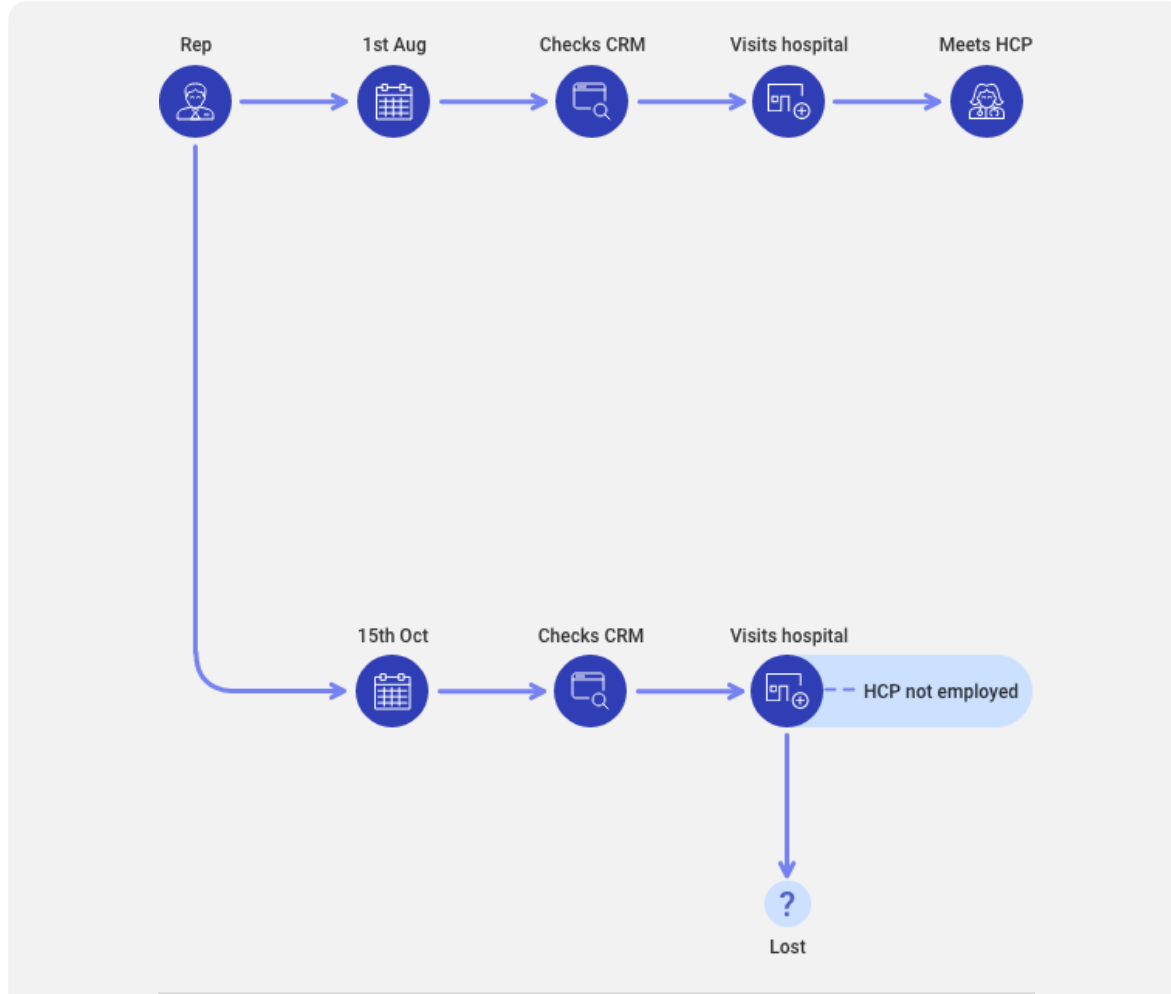 Rep
1st Aug
Checks CRM
Visits hospital
Meets HCP
15th Oct
Checks CRM
Visits hospital
HCP not employed
?
Lost